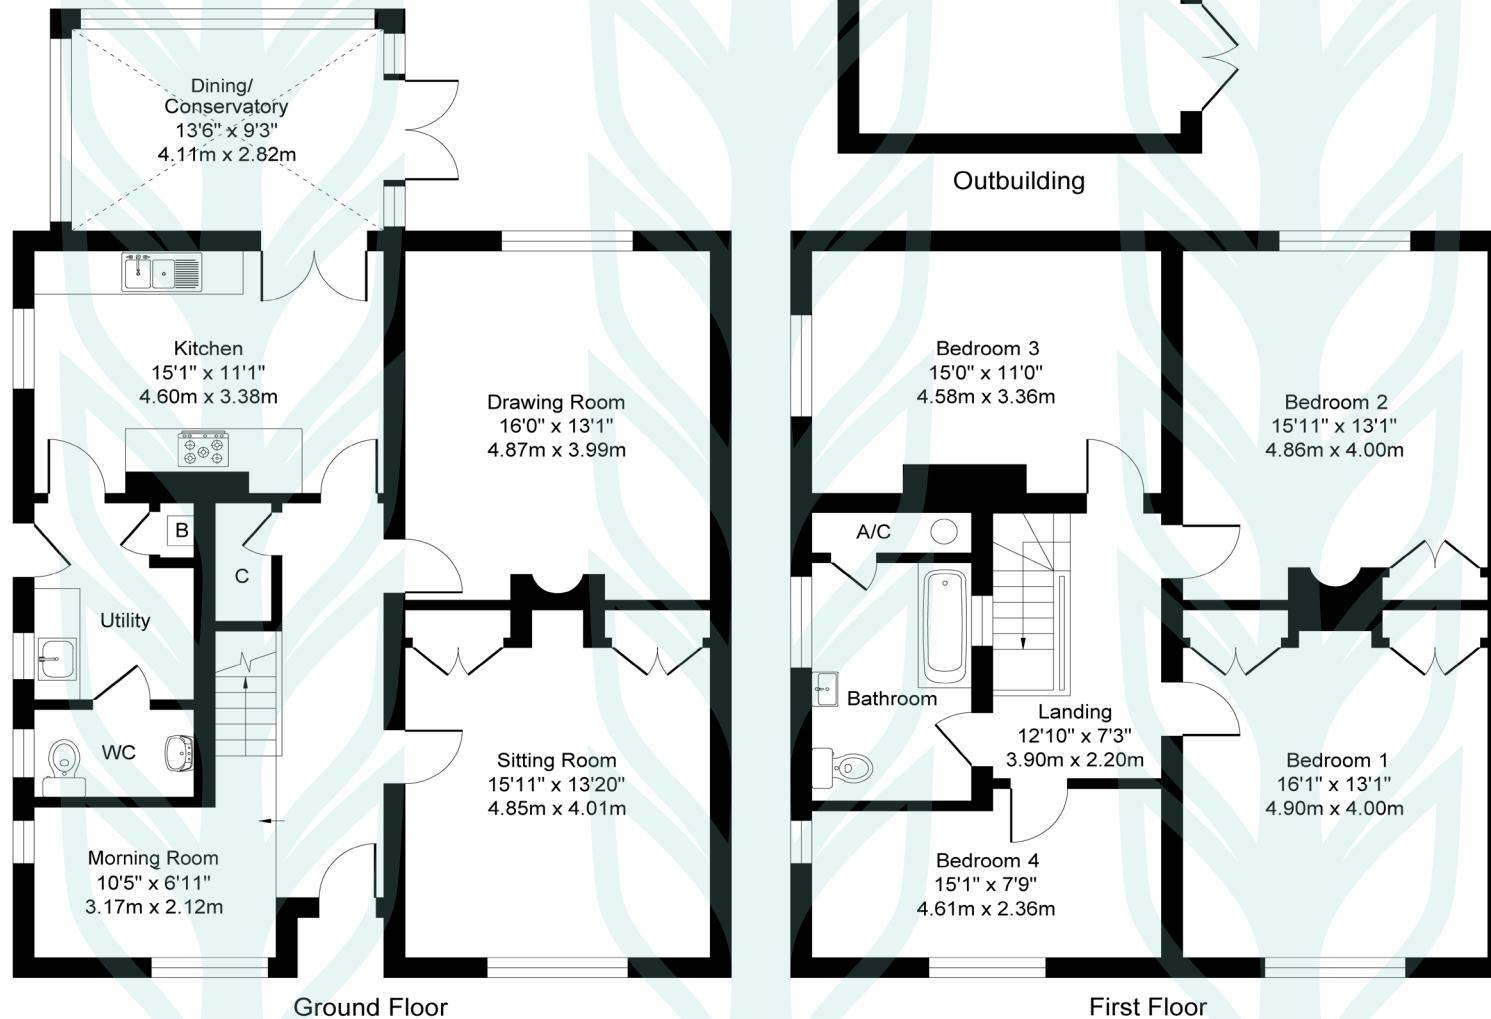 Dining/
Conservatory
13'6" x 9'3"
4.11m x 2.82m
Outbuilding
Kitchen
15'1" x 11'1"
4.60m x 3.38m
Drawing Room
16'0" x 13'1"
4.87m x 3.99m
B
C
Utility
WC
Sitting Room
15'11" x 13'20"
4.85m x 4.01m
Morning Room
10'5" x 6'11"
3.17m x 2.12m
Ground Floor
Bedroom 3
15'0" x 11'0"
4.58m x 3.36m
Bedroom 2
15'11" x 13'1"
4.86m x 4.00m
A/C
Bathroom
Landing
12'10" x 7'3"
3.90m x 2.20m
Bedroom 1
16'1" x 13'1"
4.90m x 4.00m
Bedroom 4
15'1" x 7'9"
4.61m x 2.36m
First Floor